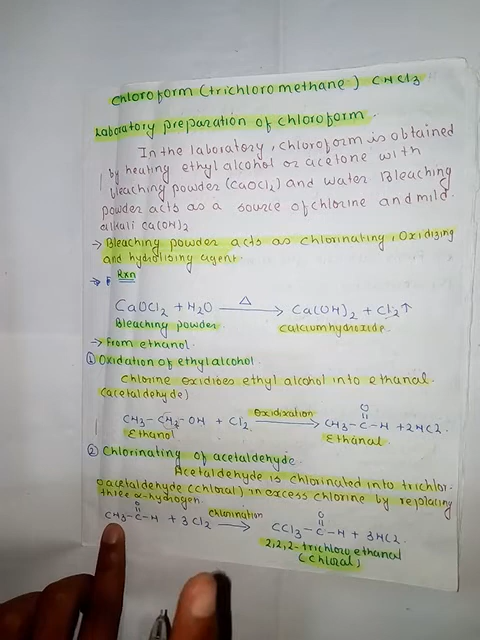 Chloroform (trichloromethane) CHCl3
Laboratory preparation of chloroform.
In the laboratory, chloroform is obtained
by heating ethyl alcohol or acetone with
bleaching powder (CaOCl2) and water Bleaching
powder acts as a source of chlorine and mild.
alkali Ca(OH)2
→ Bleaching powder acts as chlorinating, Oxidizing
and hydrolising agent.
Rxn
CaOCl2 + H2O —Δ→ Ca(OH)2 + Cl2↑
Bleaching powder calcium hydroxide.
→ From ethanol.
① Oxidation of ethyl alcohol.
Chlorine exidibes ethyl alcohol into ethanal.
(acetaldehyde)
O
CH3-CH2-OH + Cl2 —Oxidixation→ CH3-C-H + 2HCl.
Ethanol Ethanal
② Chlorinating of acetaldehyde.
Acetaldehyde is chlorinated into trichlor-
oacetaldehyde (chloral) in excess chlorine by replacing
three α-hydrogen.
O O
CH3-C-H + 3Cl2 —Chlorination→ CCl3-C-H + 3HCl.
2,2,2-trichloro ethanal
(chloral)